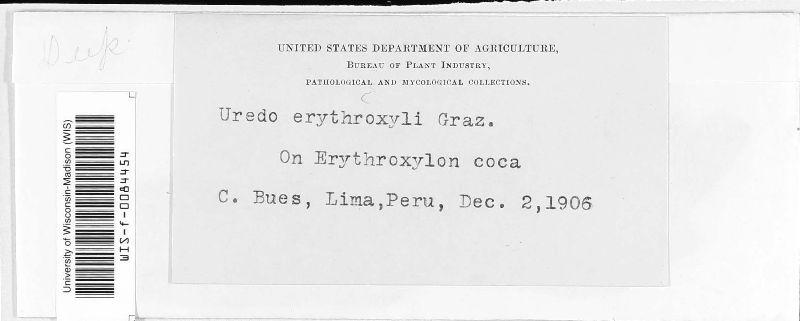 Dup.
UNITED STATES DEPARTMENT OF AGRICULTURE,
BUREAU OF PLANT INDUSTRY,
PATHOLOGICAL AND MYCOLOGICAL COLLECTIONS.
Uredo erythroxyli Graz.
On Erythroxylon coca
C. Bues, Lima,Peru, Dec. 2,1906
University of Wisconsin-Madison (WIS)
WIS-f-0084454